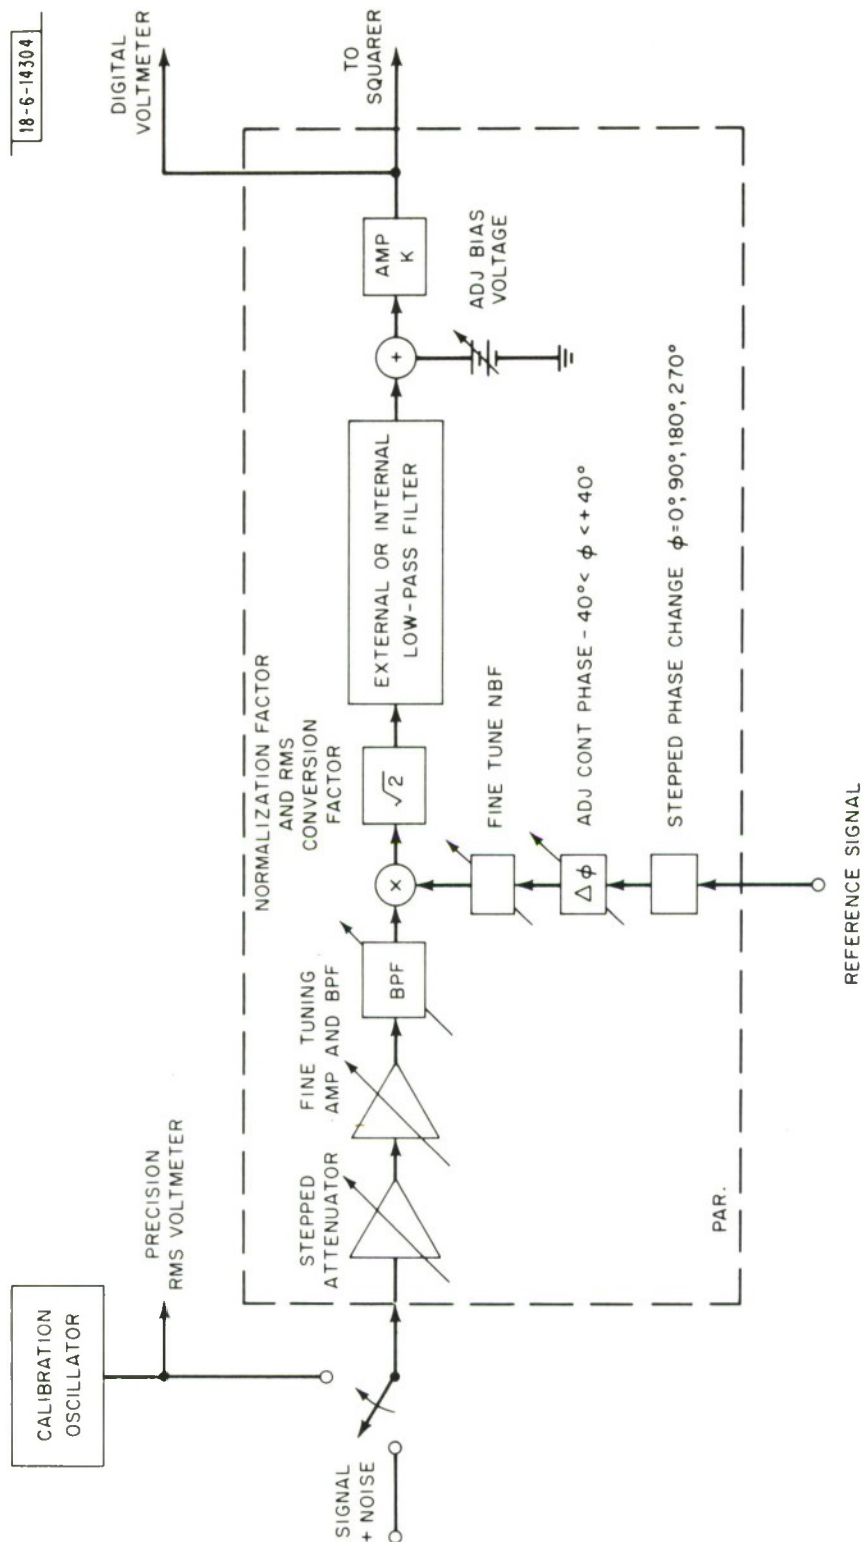 18-6-14304
DIGITAL
VOLTMETER
TO
SQUARER
CALIBRATION
OSCILLATOR
PRECISION
RMS VOLTMETER
SIGNAL
+ NOISE
STEPPED
ATTENUATOR
FINE TUNING
AMP AND BPF
BPF
×
NORMALIZATION FACTOR
AND RMS
CONVERSION
FACTOR
√2
EXTERNAL OR INTERNAL
LOW-PASS FILTER
+
AMP
K
ADJ BIAS
VOLTAGE
FINE TUNE NBF
Δϕ
ADJ CONT PHASE -40°< ϕ <+40°
STEPPED PHASE CHANGE ϕ=0°,90°,180°,270°
PAR.
REFERENCE SIGNAL